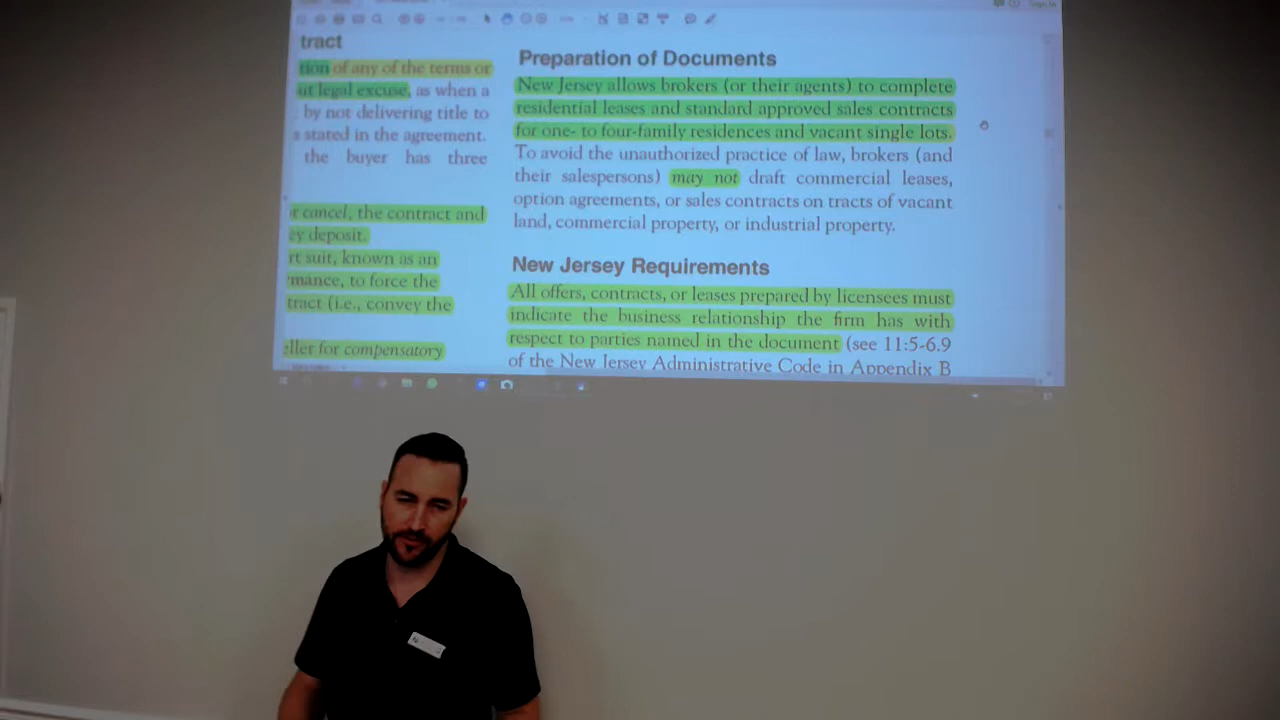 Sign In
tract
tion of any of the terms or
ut legal excuse, as when a
by not delivering title to
s stated in the agreement.
the buyer has three
r cancel, the contract and
ey deposit.
rt suit, known as an
mance, to force the
tract (i.e., convey the
eller for compensatory
Preparation of Documents
New Jersey allows brokers (or their agents) to complete
residential leases and standard approved sales contracts
for one- to four-family residences and vacant single lots.
To avoid the unauthorized practice of law, brokers (and
their salespersons) may not draft commercial leases,
option agreements, or sales contracts on tracts of vacant
land, commercial property, or industrial property.
New Jersey Requirements
All offers, contracts, or leases prepared by licensees must
indicate the business relationship the firm has with
respect to parties named in the document (see 11:5-6.9
of the New Jersey Administrative Code in Appendix B